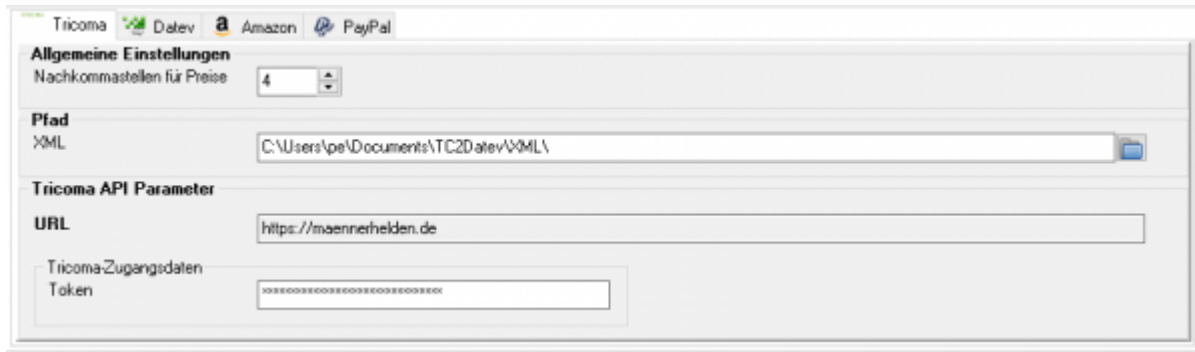 Tricoma Datev Amazon PayPal
Allgemeine Einstellungen
Nachkommastellen für Preise 4
Pfad
XML C:\Users\pe\Documents\TC2Datev\XML\
Tricoma API Parameter
URL https://maennerhelden.de
Tricoma-Zugangsdaten
Token